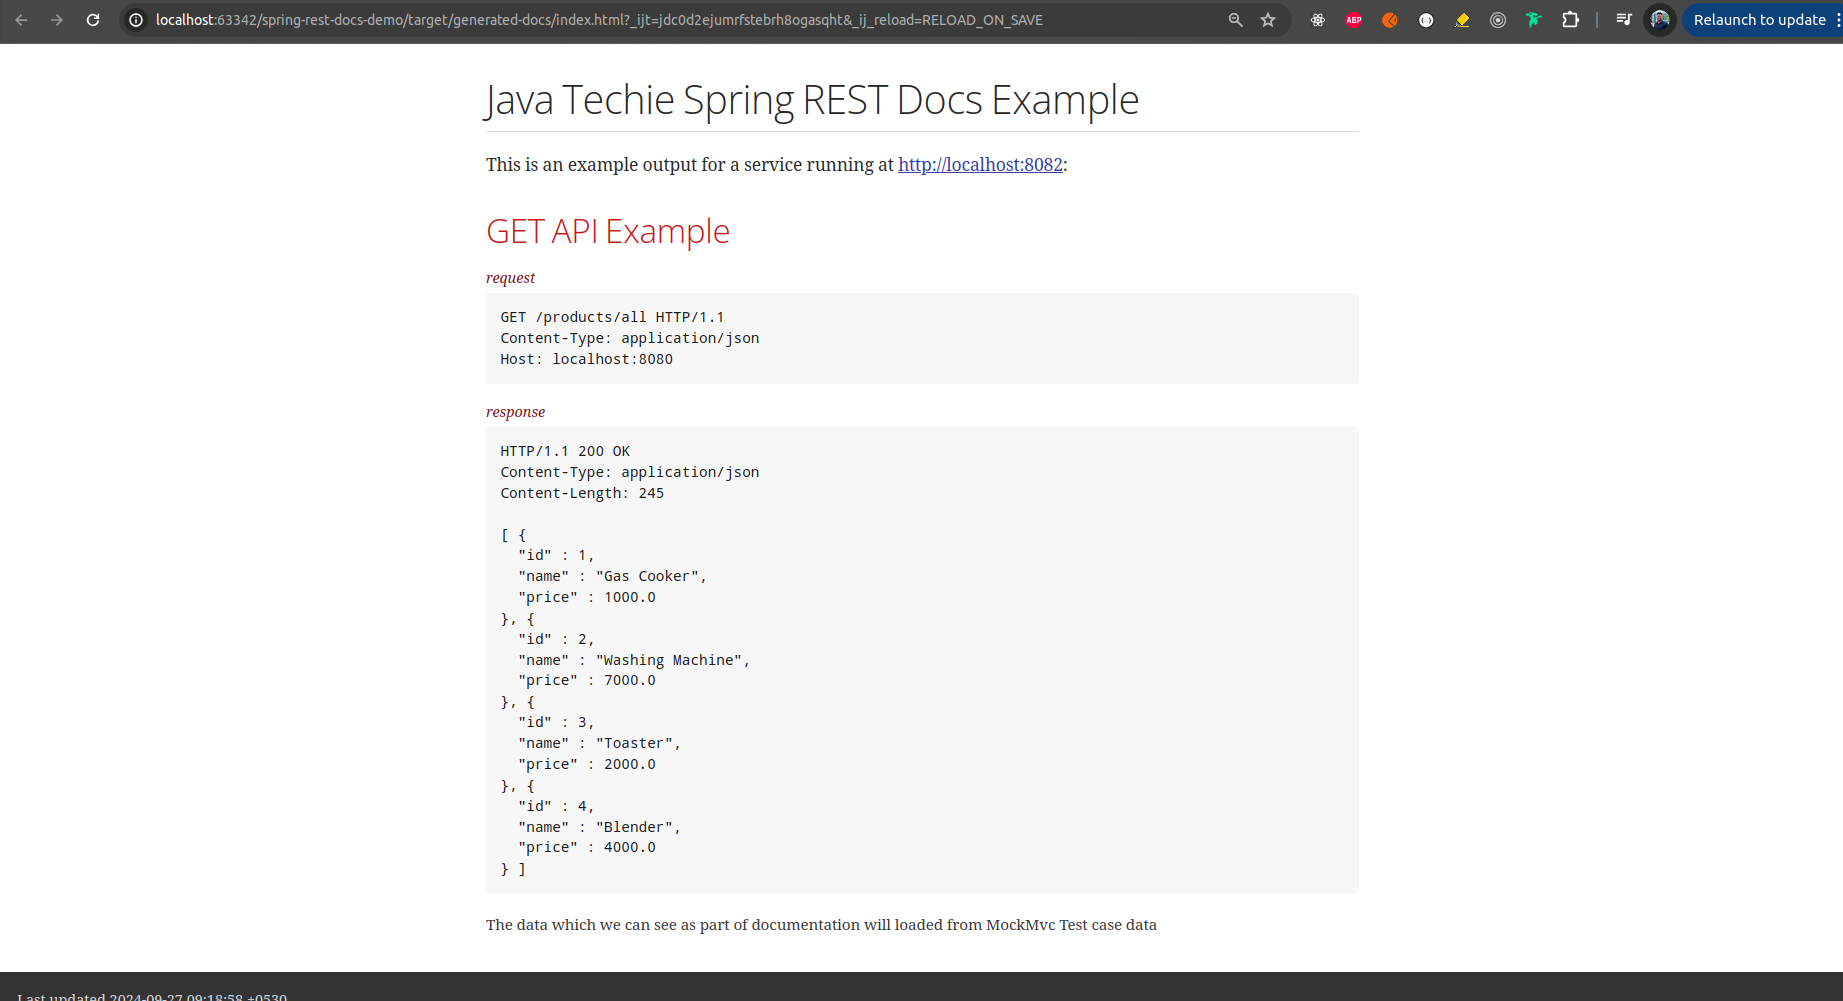 localhost:63342/spring-rest-docs-demo/target/generated-docs/index.html?_ijt=jdc0d2ejumrfstebrh8ogasqht&_ij_reload=RELOAD_ON_SAVE
ABP
Relaunch to update
Java Techie Spring REST Docs Example
This is an example output for a service running at http://localhost:8082:
GET API Example
request
GET /products/all HTTP/1.1
Content-Type: application/json
Host: localhost:8080
response
HTTP/1.1 200 OK
Content-Type: application/json
Content-Length: 245
[ {
  "id" : 1,
  "name" : "Gas Cooker",
  "price" : 1000.0
}, {
  "id" : 2,
  "name" : "Washing Machine",
  "price" : 7000.0
}, {
  "id" : 3,
  "name" : "Toaster",
  "price" : 2000.0
}, {
  "id" : 4,
  "name" : "Blender",
  "price" : 4000.0
} ]
The data which we can see as part of documentation will loaded from MockMvc Test case data
Last updated 2024-09-27 09:18:58 +0530